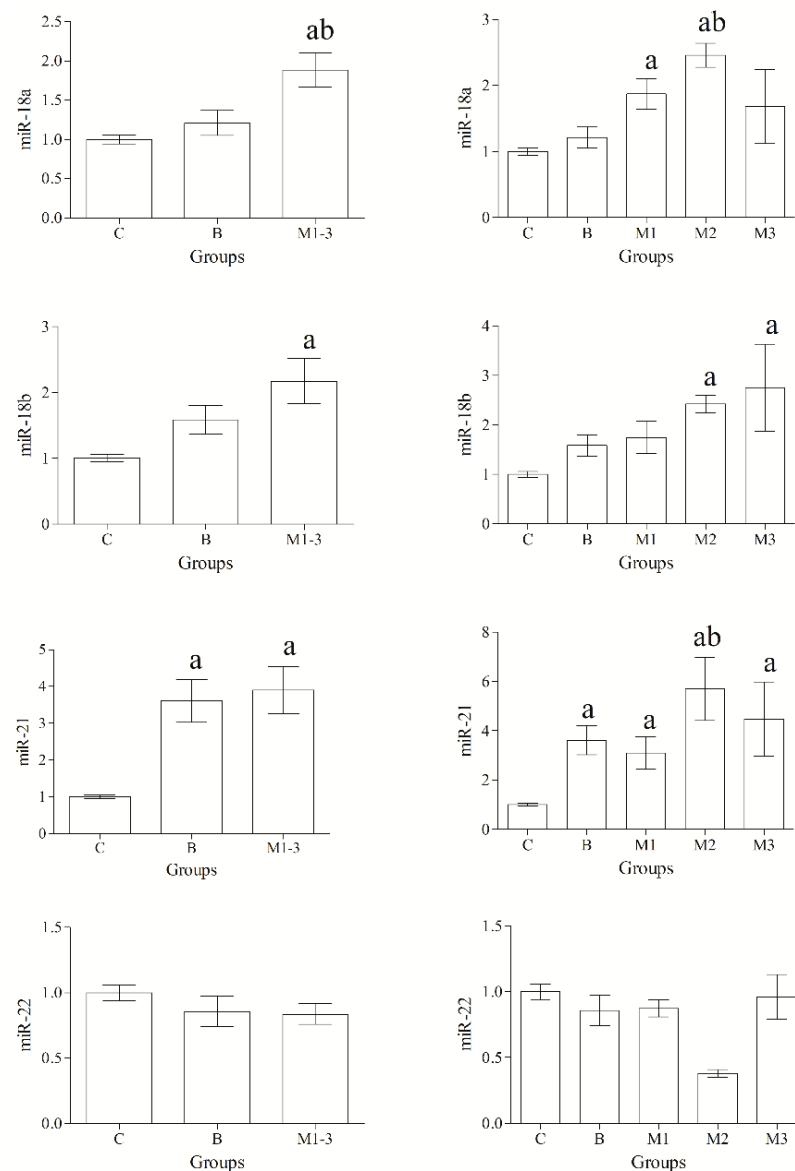 ab
2.5
2.0
1.5
1.0
0.5
0.0
miR-18a
C B M1-3
Groups
a ab
3
2
1
0
miR-18a
C B M1 M2 M3
Groups
a
3
2
1
0
miR-18b
C B M1-3
Groups
a a
4
3
2
1
0
miR-18b
C B M1 M2 M3
Groups
a a
5
4
3
2
1
0
miR-21
C B M1-3
Groups
a a ab a
8
6
4
2
0
miR-21
C B M1 M2 M3
Groups
1.5
1.0
0.5
0.0
miR-22
C B M1-3
Groups
1.5
1.0
0.5
0.0
miR-22
C B M1 M2 M3
Groups